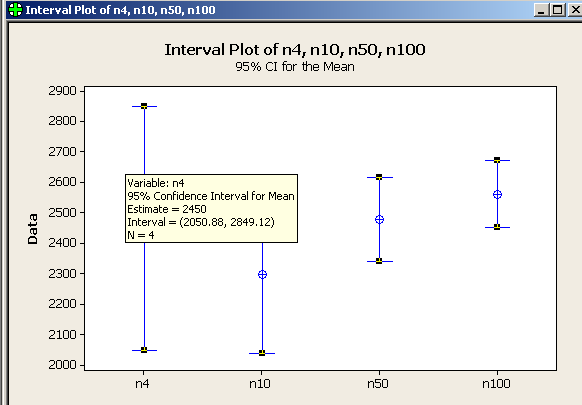 Interval Plot of n4, n10, n50, n100
Interval Plot of n4, n10, n50, n100
95% CI for the Mean
2900
2800
2700
2600
2500
2400
2300
2200
2100
2000
Data
Variable: n4
95% Confidence Interval for Mean
Estimate = 2450
Interval = (2050.88, 2849.12)
N = 4
n4
n10
n50
n100